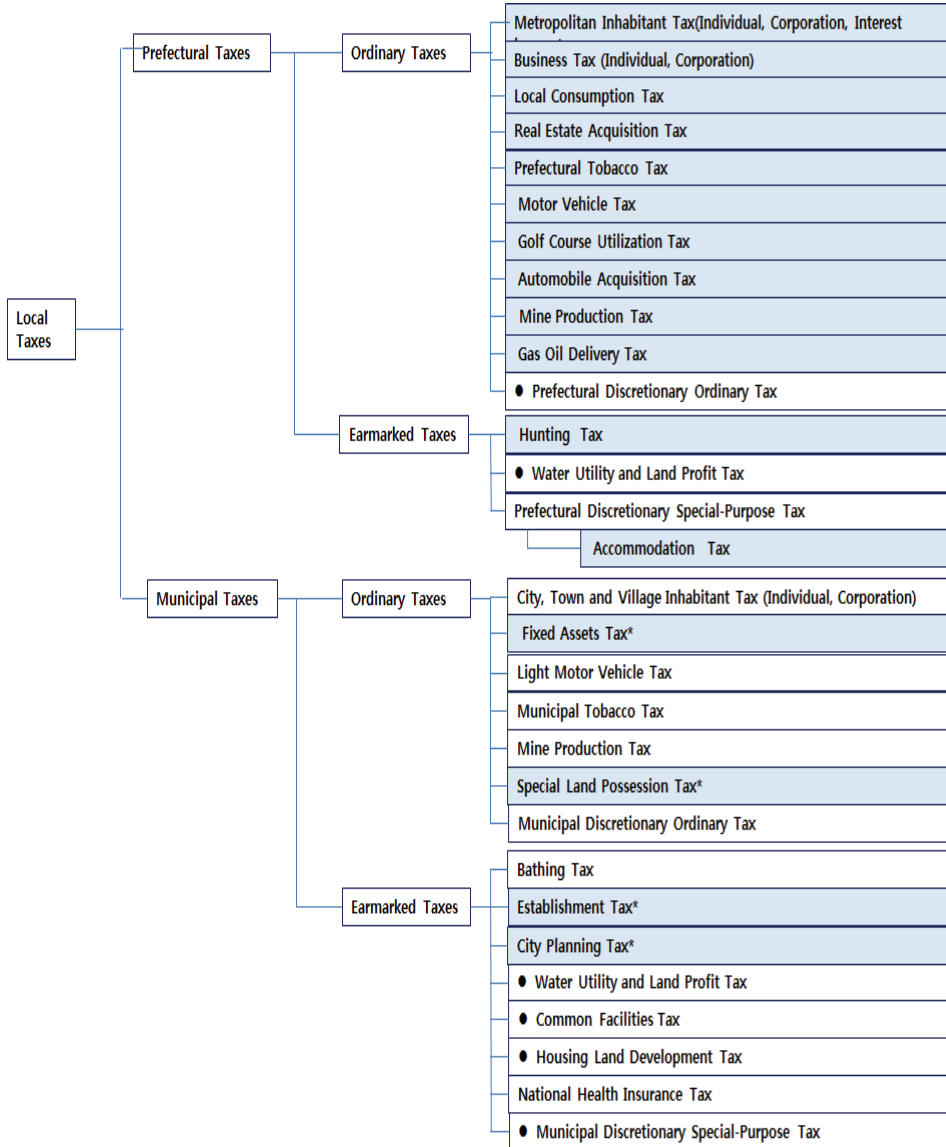 Local
Taxes
Prefectural Taxes
Ordinary Taxes
Metropolitan Inhabitant Tax(Individual, Corporation, Interest
Business Tax (Individual, Corporation)
Local Consumption Tax
Real Estate Acquisition Tax
Prefectural Tobacco Tax
Motor Vehicle Tax
Golf Course Utilization Tax
Automobile Acquisition Tax
Mine Production Tax
Gas Oil Delivery Tax
● Prefectural Discretionary Ordinary Tax
Earmarked Taxes
Hunting Tax
● Water Utility and Land Profit Tax
Prefectural Discretionary Special-Purpose Tax
Accommodation Tax
Municipal Taxes
Ordinary Taxes
City, Town and Village Inhabitant Tax (Individual, Corporation)
Fixed Assets Tax*
Light Motor Vehicle Tax
Municipal Tobacco Tax
Mine Production Tax
Special Land Possession Tax*
Municipal Discretionary Ordinary Tax
Earmarked Taxes
Bathing Tax
Establishment Tax*
City Planning Tax*
● Water Utility and Land Profit Tax
● Common Facilities Tax
● Housing Land Development Tax
National Health Insurance Tax
● Municipal Discretionary Special-Purpose Tax